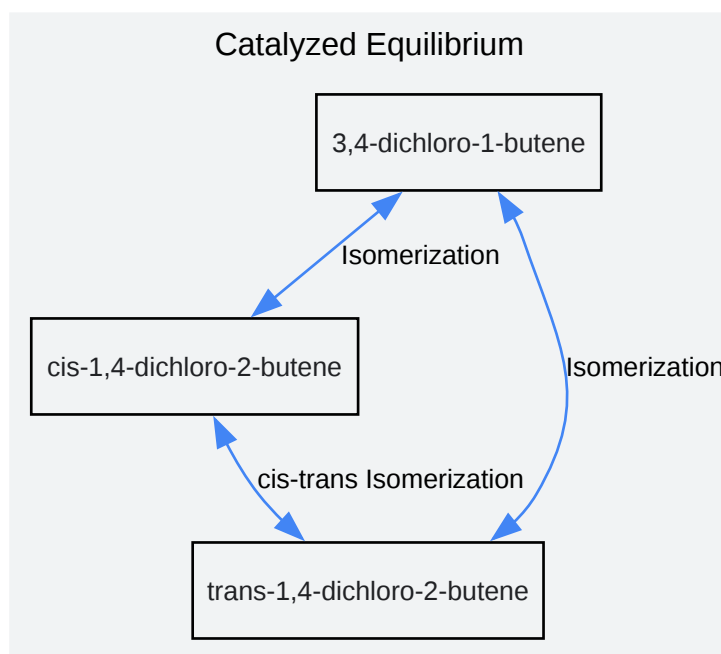 Catalyzed Equilibrium
3,4-dichloro-1-butene
Isomerization
cis-1,4-dichloro-2-butene
Isomerization
cis-trans Isomerization
trans-1,4-dichloro-2-butene